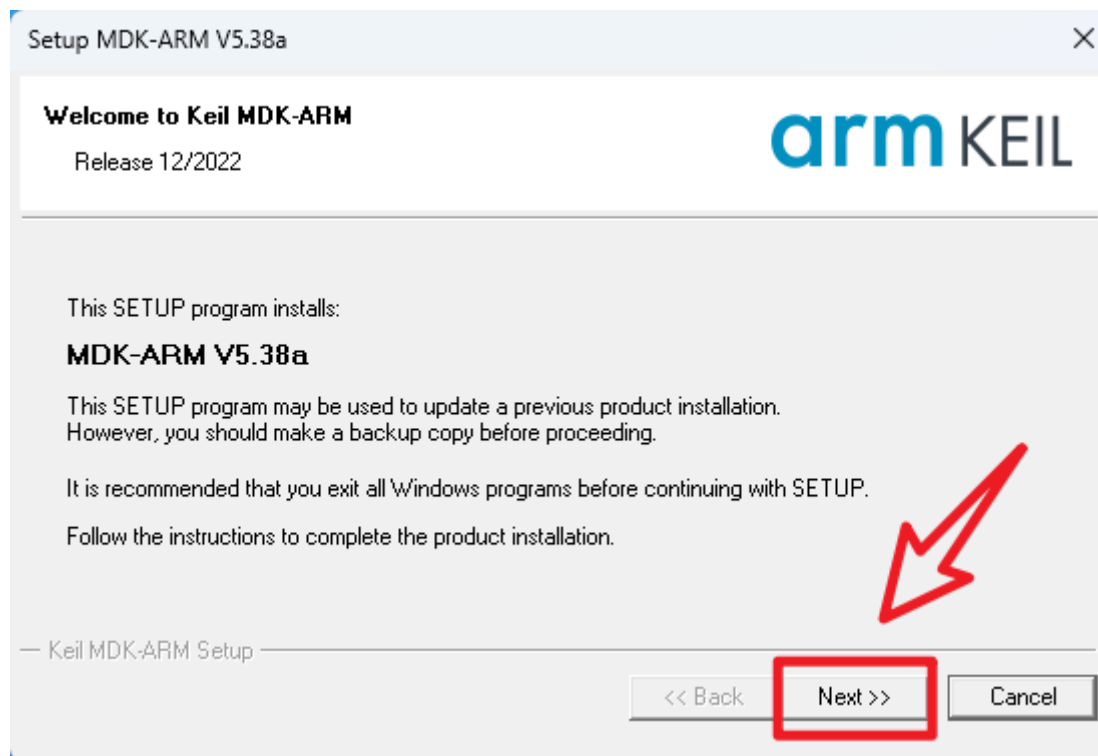 Setup MDK-ARM V5.38a
Welcome to Keil MDK-ARM
Release 12/2022
arm KEIL
This SETUP program installs:
MDK-ARM V5.38a
This SETUP program may be used to update a previous product installation.
However, you should make a backup copy before proceeding.
It is recommended that you exit all Windows programs before continuing with SETUP.
Follow the instructions to complete the product installation.
Keil MDK-ARM Setup
<< Back
Next >>
Cancel